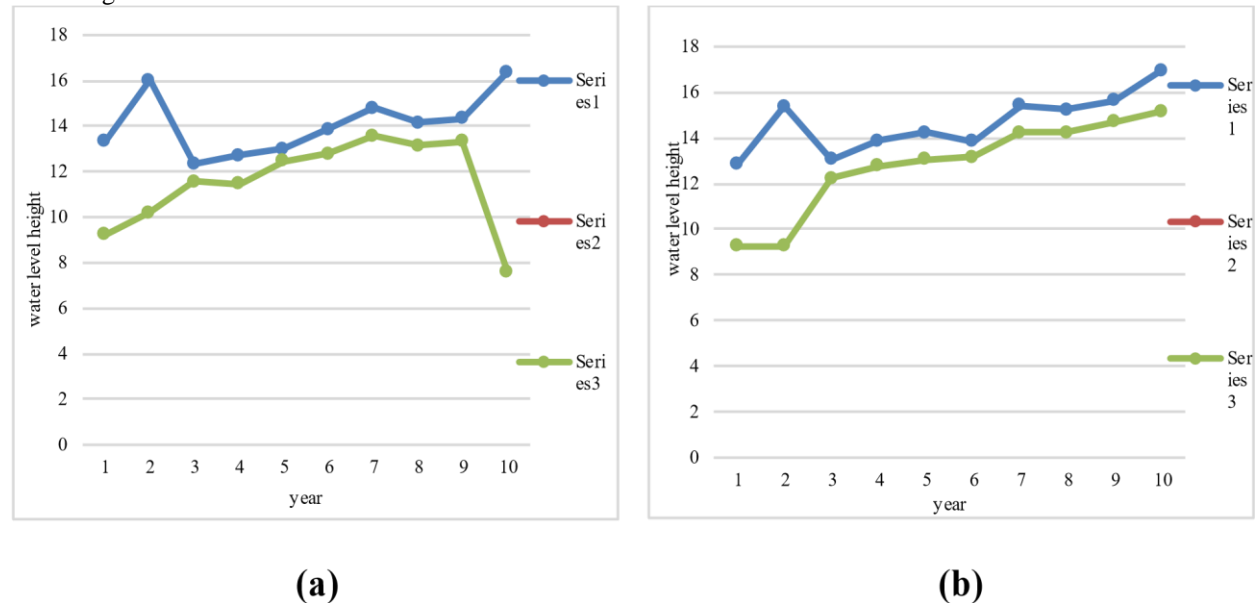 18
16
14
12
10
8
6
4
2
0
water level height
1 2 3 4 5 6 7 8 9 10
year
Seri
es1
Seri
es2
Seri
es3
(a)
18
16
14
12
10
8
6
4
2
0
water level height
1 2 3 4 5 6 7 8 9 10
year
Ser
ies
1
Ser
ies
2
Ser
ies
3
(b)